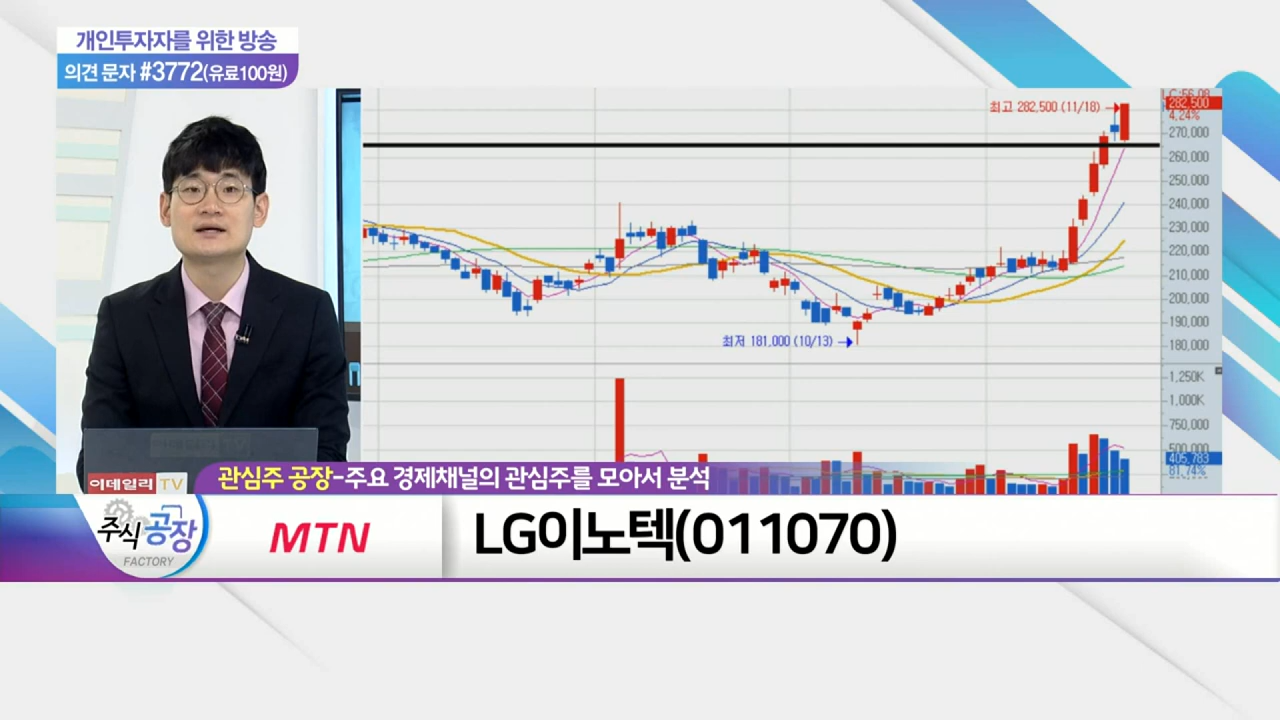 개인투자자를 위한 방송
의견 문자 #3772(유료100원)
최고 282,500 (11/18)
282,500
4,24%
270,000
260,000
250,000
240,000
230,000
220,000
210,000
200,000
190,000
180,000
최저 181,000 (10/13)
1,250K
1,000K
750,000
500,000
405,783
81,74%
이데일리 TV
관심주 공장-주요 경제채널의 관심주를 모아서 분석
주식공장
FACTORY
MTN
LG이노텍(011070)